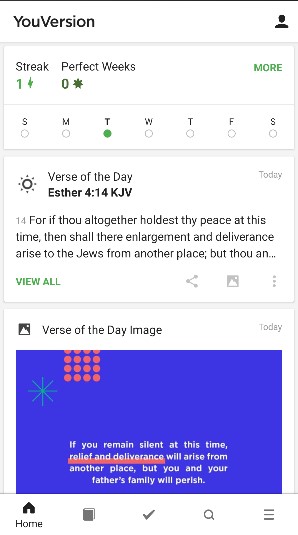 YouVersion
Streak Perfect Weeks MORE
1 0
S M T W T F S
Verse of the Day Today
Esther 4:14 KJV
14 For if thou altogether holdest thy peace at this
time, then shall there enlargement and deliverance
arise to the Jews from another place; but thou an...
VIEW ALL
Verse of the Day Image Today
If you remain silent at this time,
relief and deliverance will arise from
another place, but you and your
father's family will perish.
Home